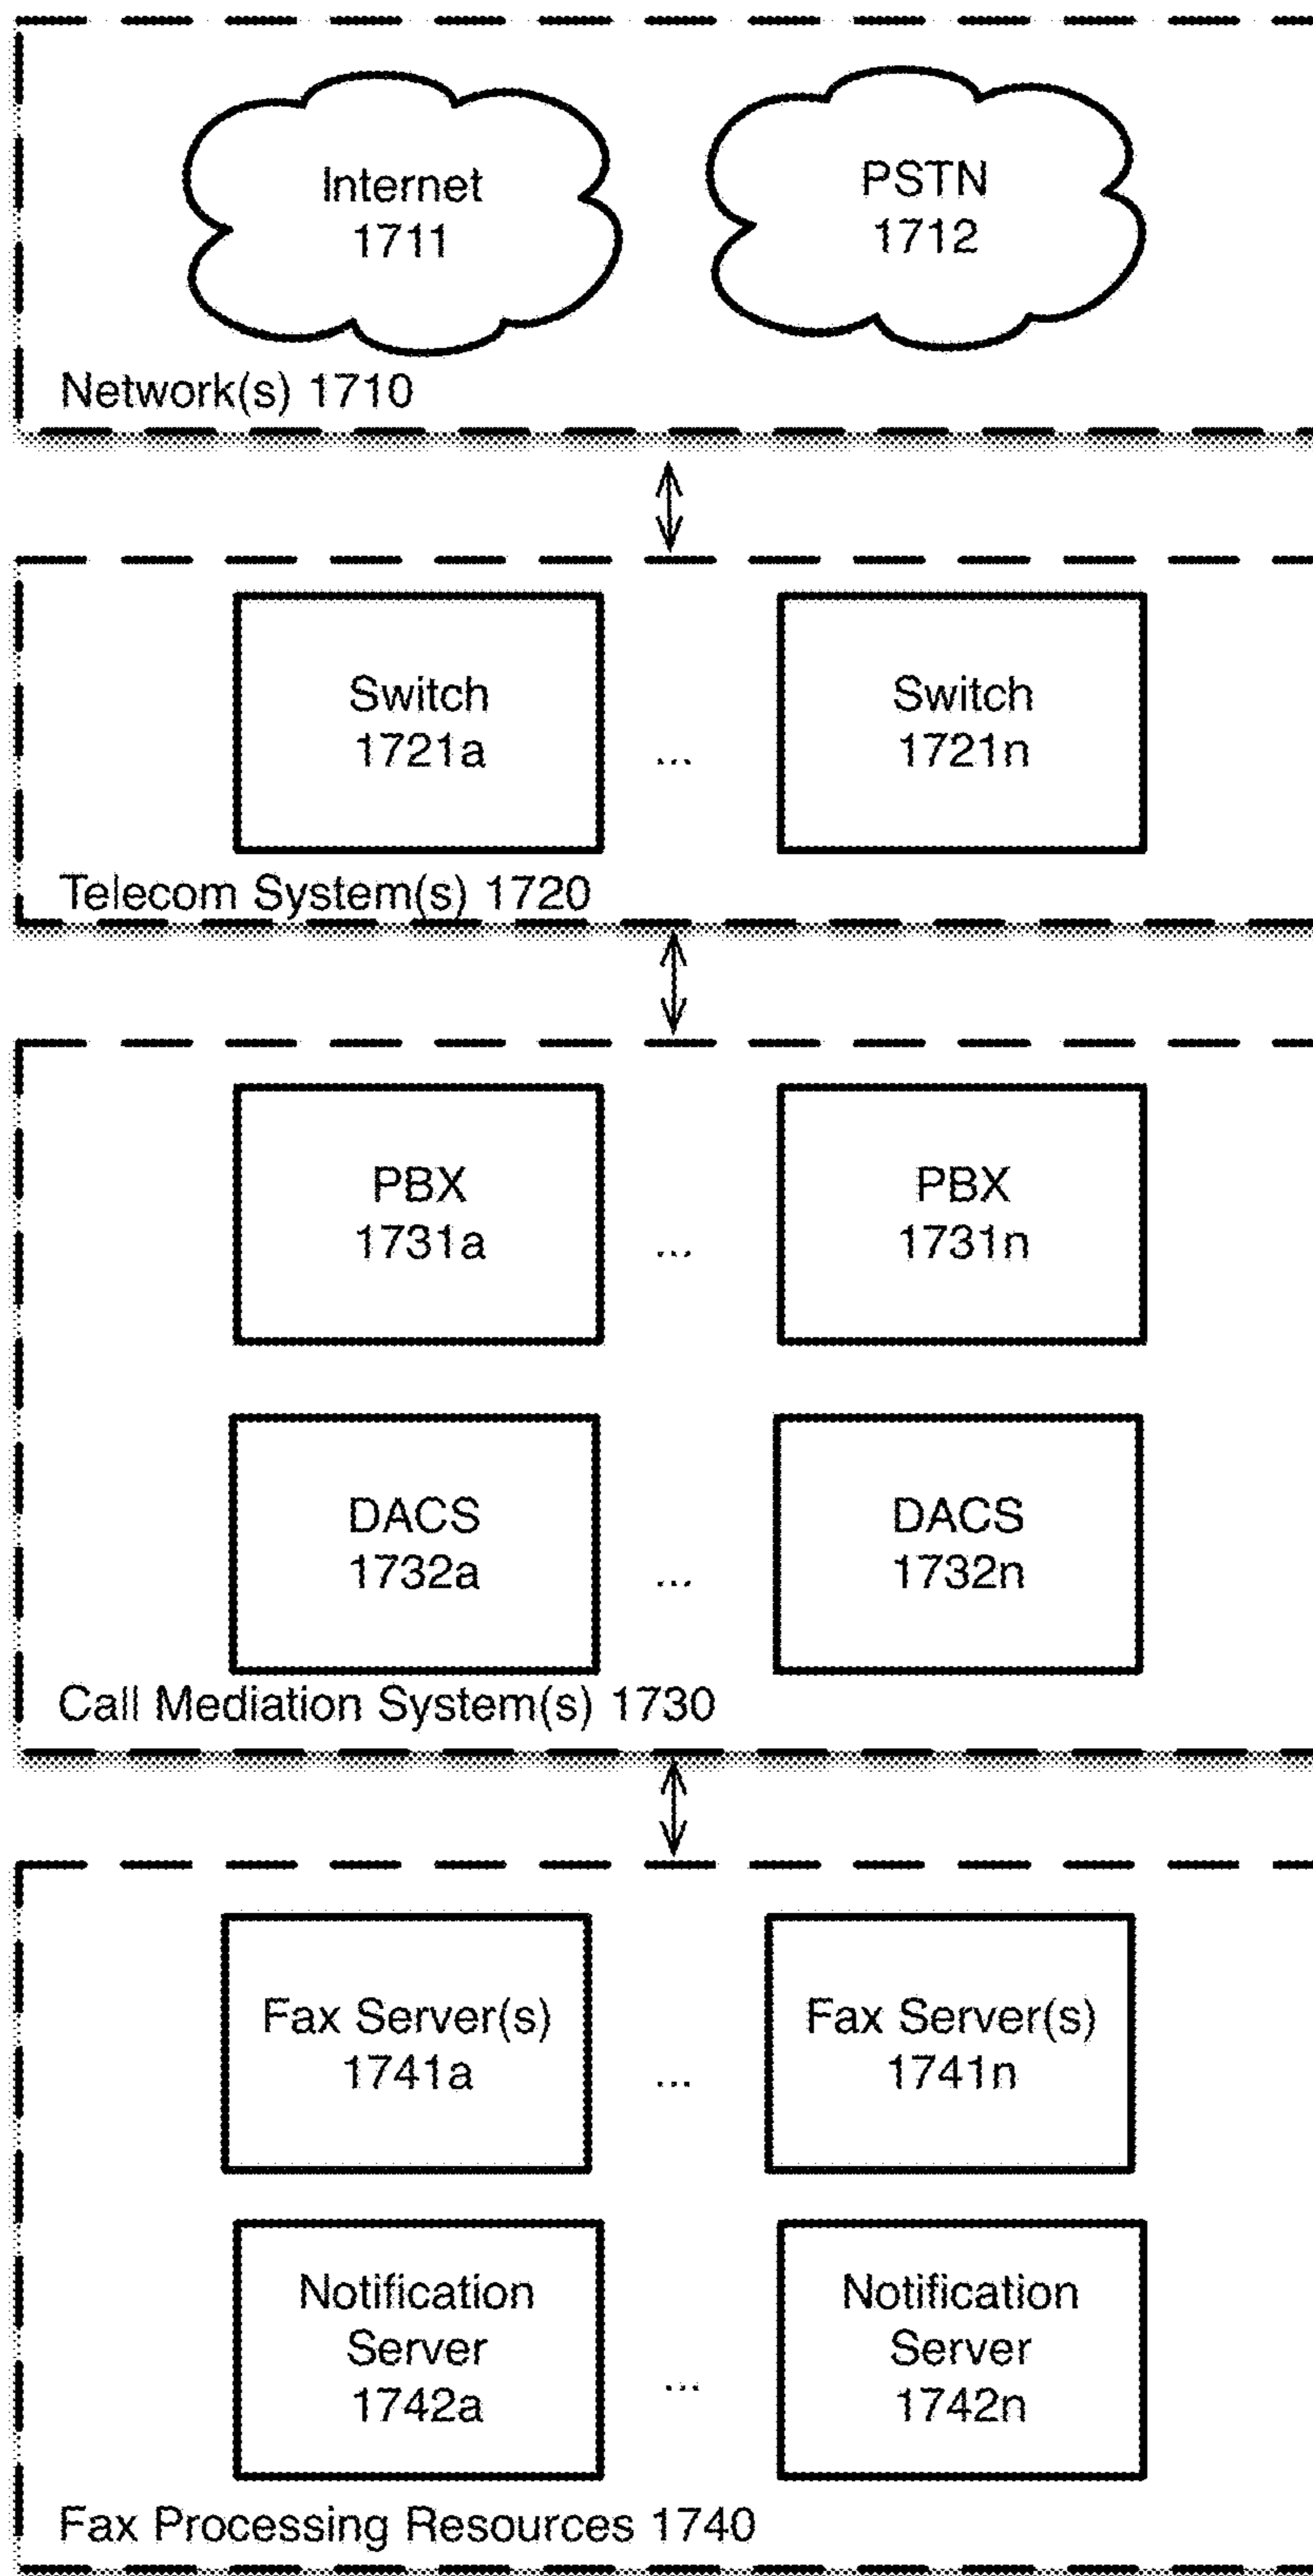 Internet
1711
PSTN
1712
Network(s) 1710
Switch
1721a
...
Switch
1721n
Telecom System(s) 1720
PBX
1731a
...
PBX
1731n
DACS
1732a
...
DACS
1732n
Call Mediation System(s) 1730
Fax Server(s)
1741a
...
Fax Server(s)
1741n
Notification
Server
1742a
...
Notification
Server
1742n
Fax Processing Resources 1740